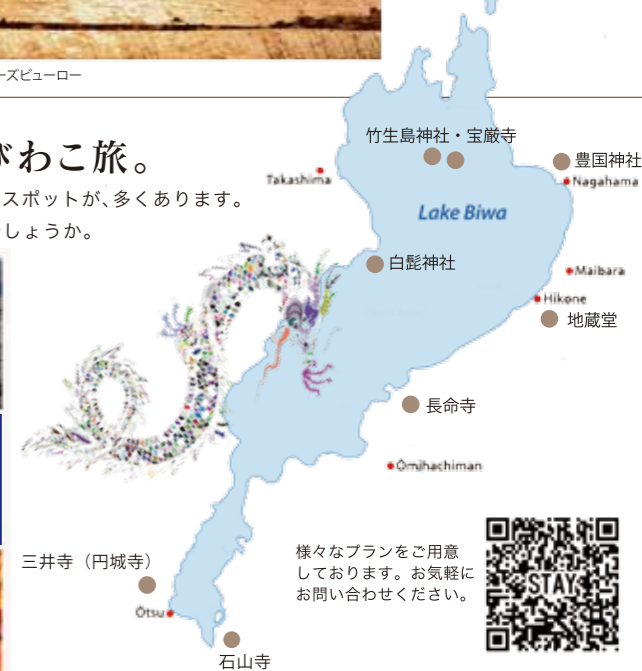 ーズビューロー
びわこ旅。
スポットが、多くあります。
しょうか。
竹生島神社・宝厳寺
豊国神社
Takashima
Nagahama
Lake Biwa
白髭神社
Maibara
Hikone
地蔵堂
長命寺
Ōmihachiman
様々なプランをご用意
しております。お気軽に
お問い合わせください。
STAY
三井寺（円城寺）
Ōtsu
石山寺